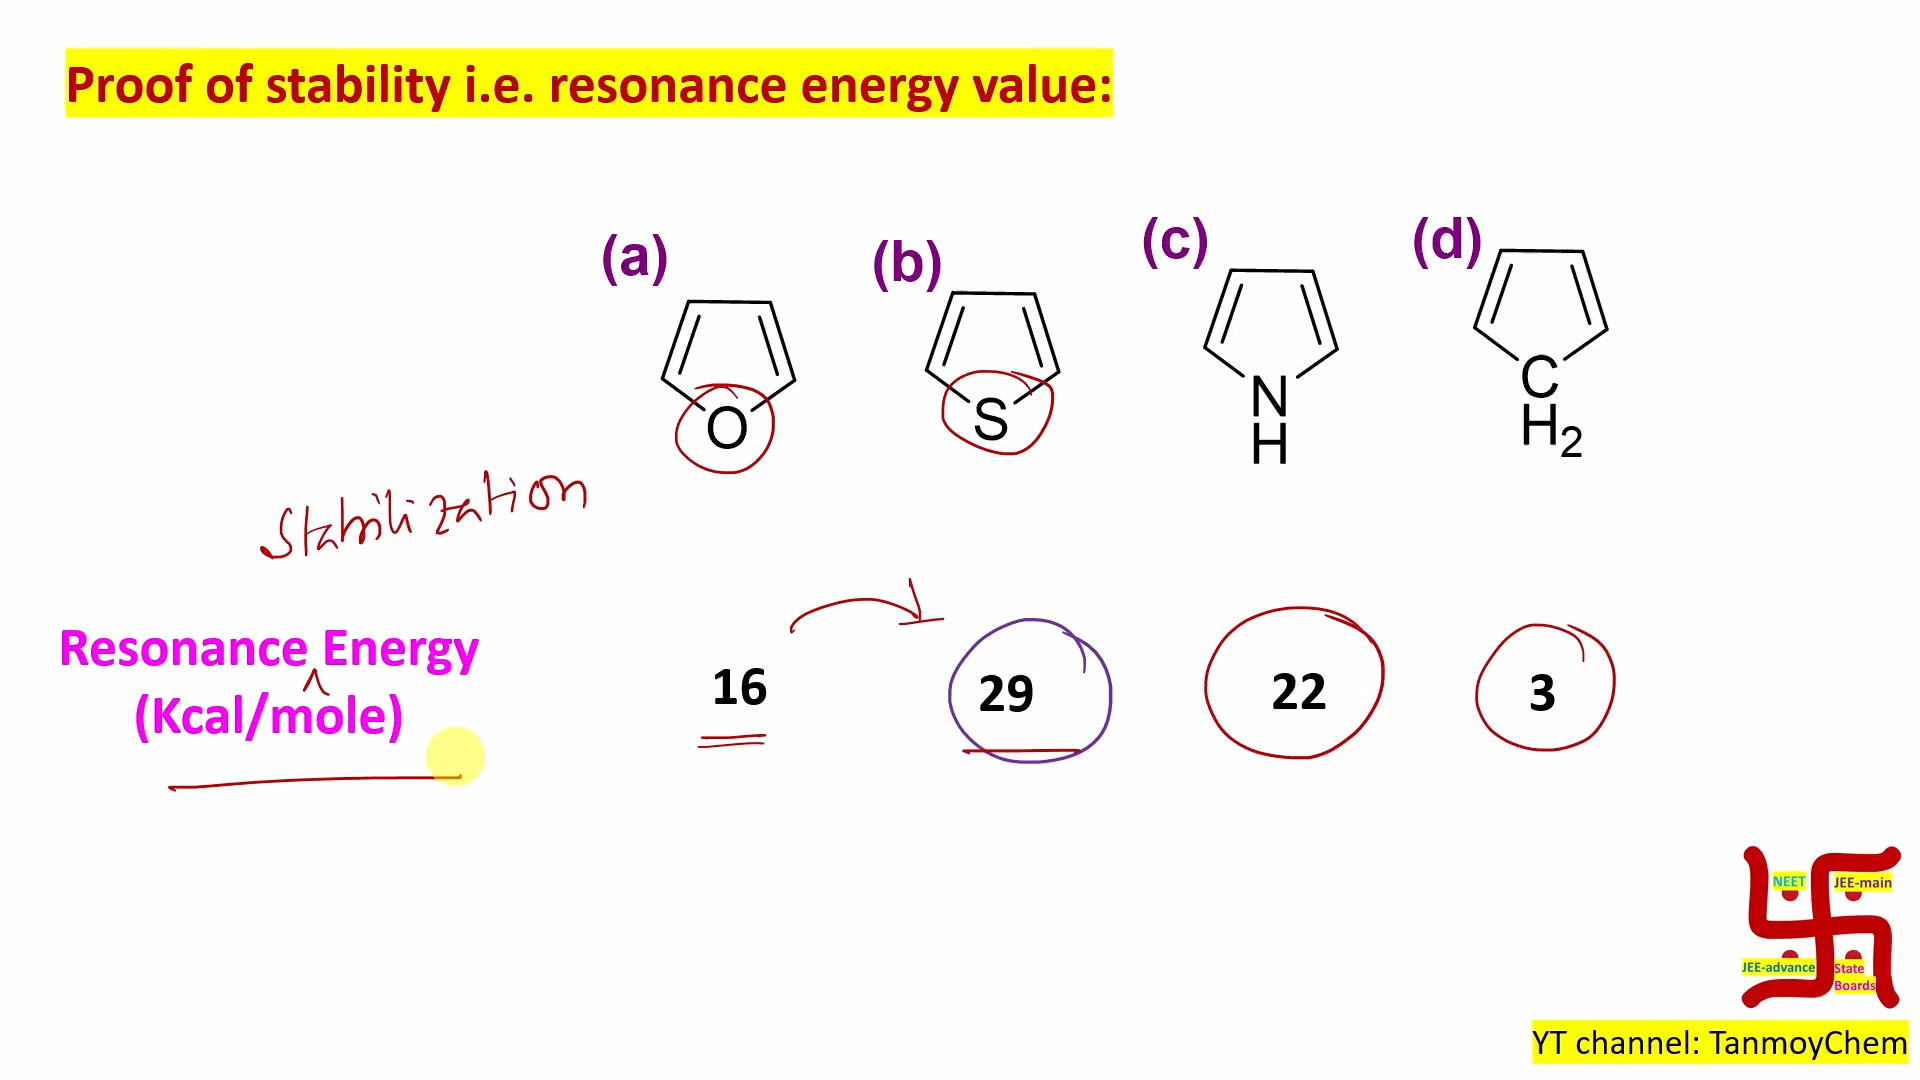 Proof of stability i.e. resonance energy value:
(a) (b) (c) (d)
O S N
H C
H2
Stabilization
Resonance Energy
(Kcal/mole)
16 29 22 3
NEET JEE-main
JEE-advance State
Boards
YT channel: TanmoyChem